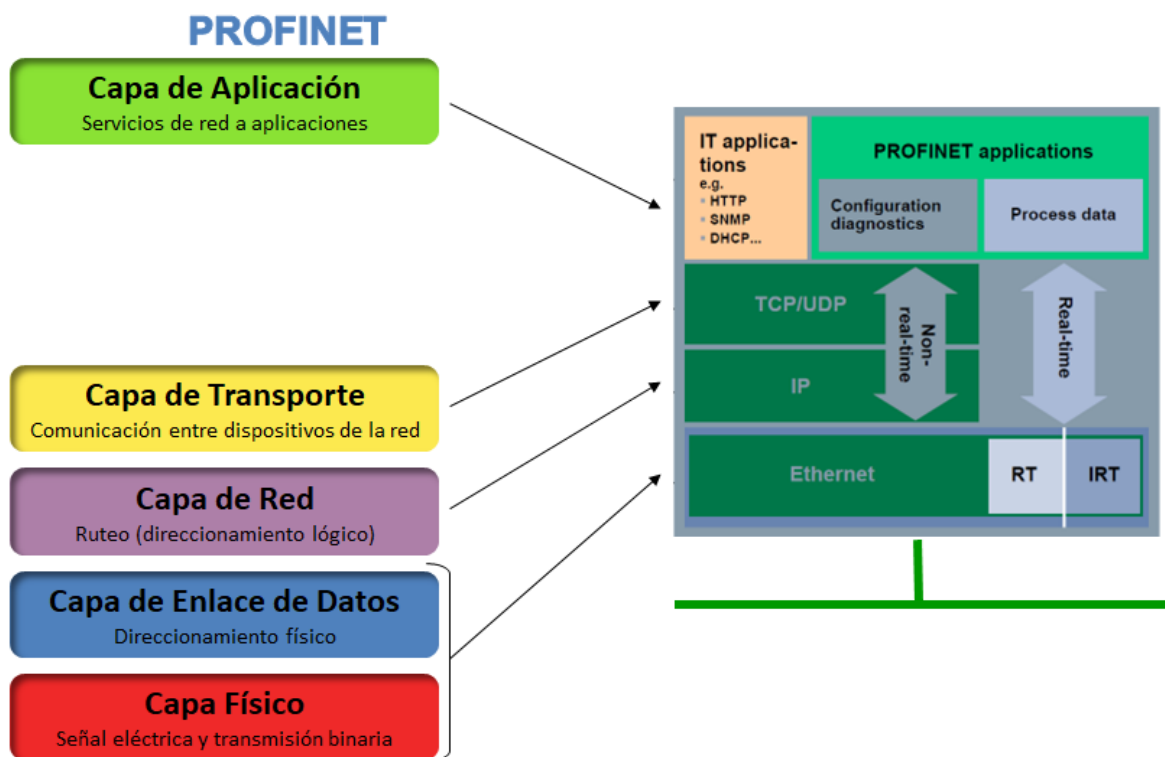 PROFINET
Capa de Aplicación
Servicios de red a aplicaciones
Capa de Transporte
Comunicación entre dispositivos de la red
Capa de Red
Ruteo (direccionamiento lógico)
Capa de Enlace de Datos
Direccionamiento físico
Capa Físico
Señal eléctrica y transmisión binaria
IT applica-
tions
e.g.
▪ HTTP
▪ SNMP
▪ DHCP...
PROFINET applications
Configuration
diagnostics
Process data
TCP/UDP
IP
Non-
real-time
Real-time
Ethernet
RT
IRT